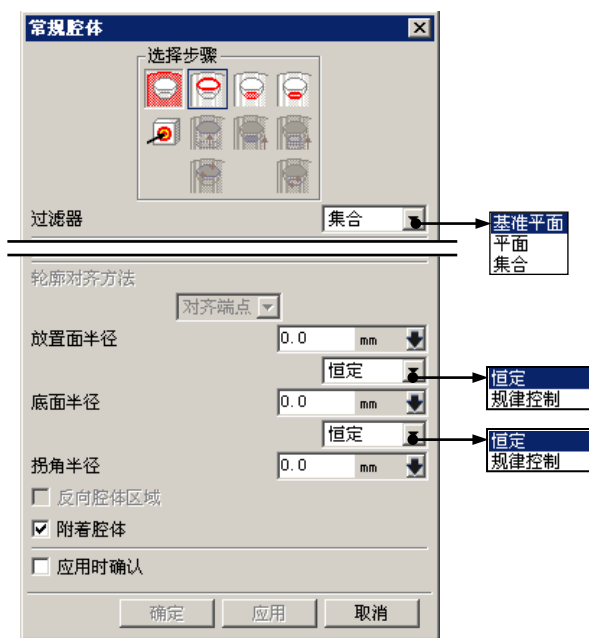 常规腔体
选择步骤
过滤器
集合
基准平面
平面
集合
轮廓对齐方法
对齐端点
放置面半径
0.0 mm
恒定
恒定
规律控制
底面半径
0.0 mm
恒定
恒定
规律控制
拐角半径
0.0 mm
反向腔体区域
附着腔体
应用时确认
确定 应用 取消